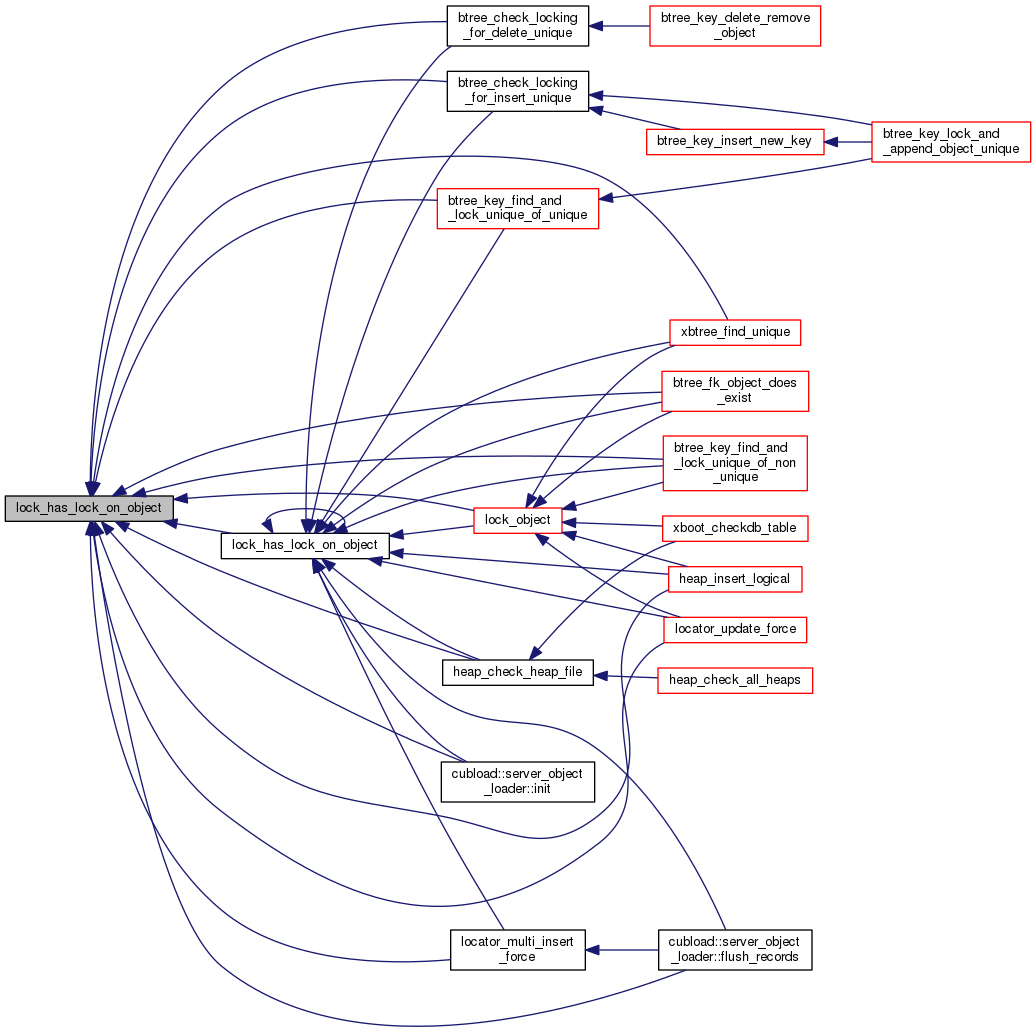 btree_check_locking
_for_delete_unique
btree_key_delete_remove
_object
btree_check_locking
_for_insert_unique
btree_key_insert_new_key
btree_key_lock_and
_append_object_unique
btree_key_find_and
_lock_unique_of_unique
xbtree_find_unique
btree_fk_object_does
_exist
btree_key_find_and
_lock_unique_of_non
_unique
lock_has_lock_on_object
lock_object
xboot_checkdb_table
lock_has_lock_on_object
heap_insert_logical
locator_update_force
heap_check_heap_file
heap_check_all_heaps
cubload::server_object
_loader::init
locator_multi_insert
_force
cubload::server_object
_loader::flush_records